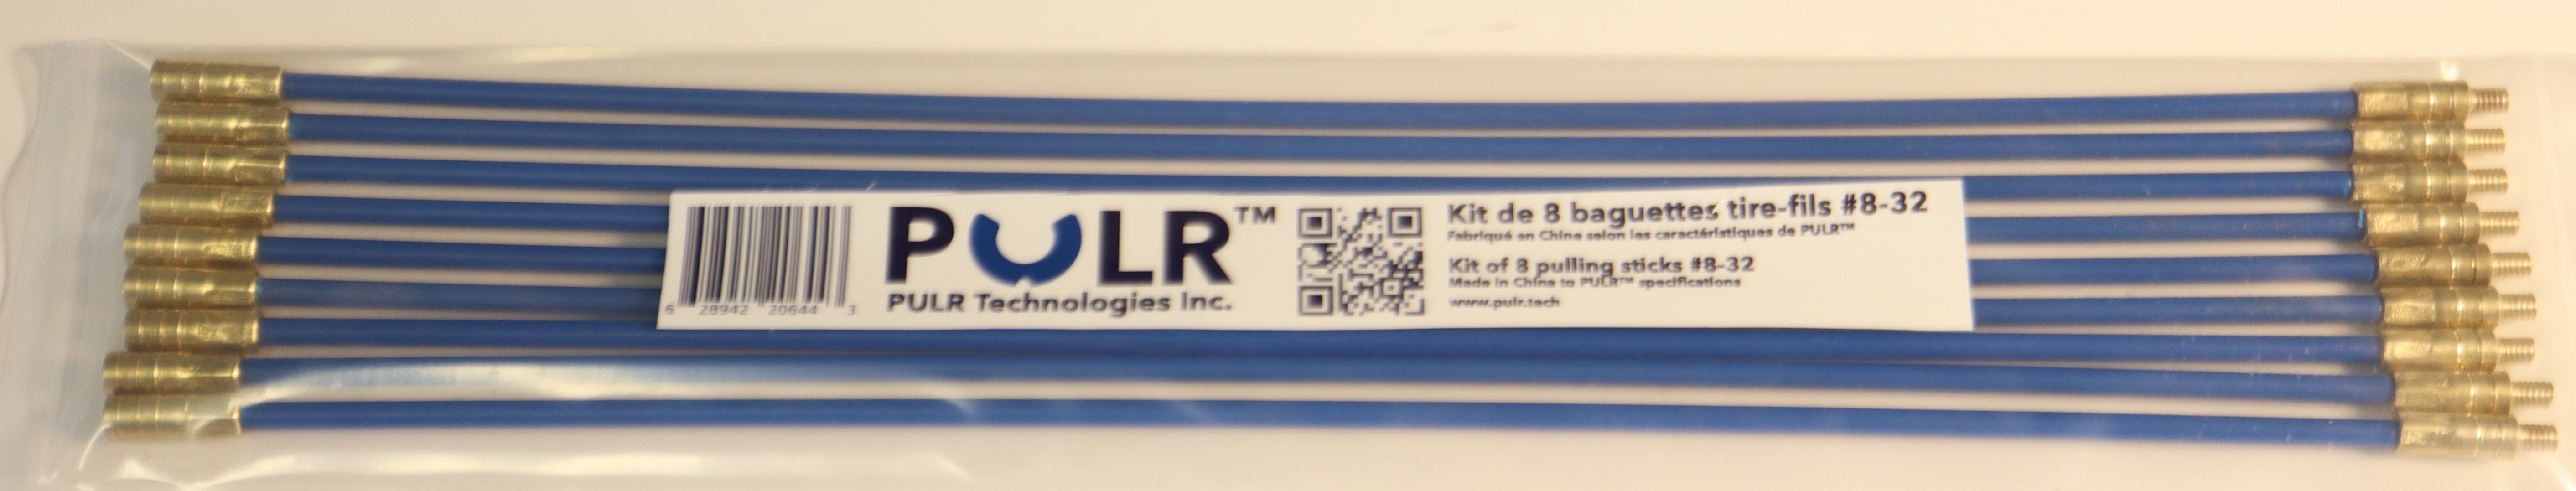 6 28942 20644 3
PULR™
PULR Technologies Inc.
Kit de 8 baguettes tire-fils #8-32
Fabriqué en Chine selon les caractéristiques de PULR™
Kit of 8 pulling sticks #8-32
Made in China to PULR™ specifications
www.pulr.tech